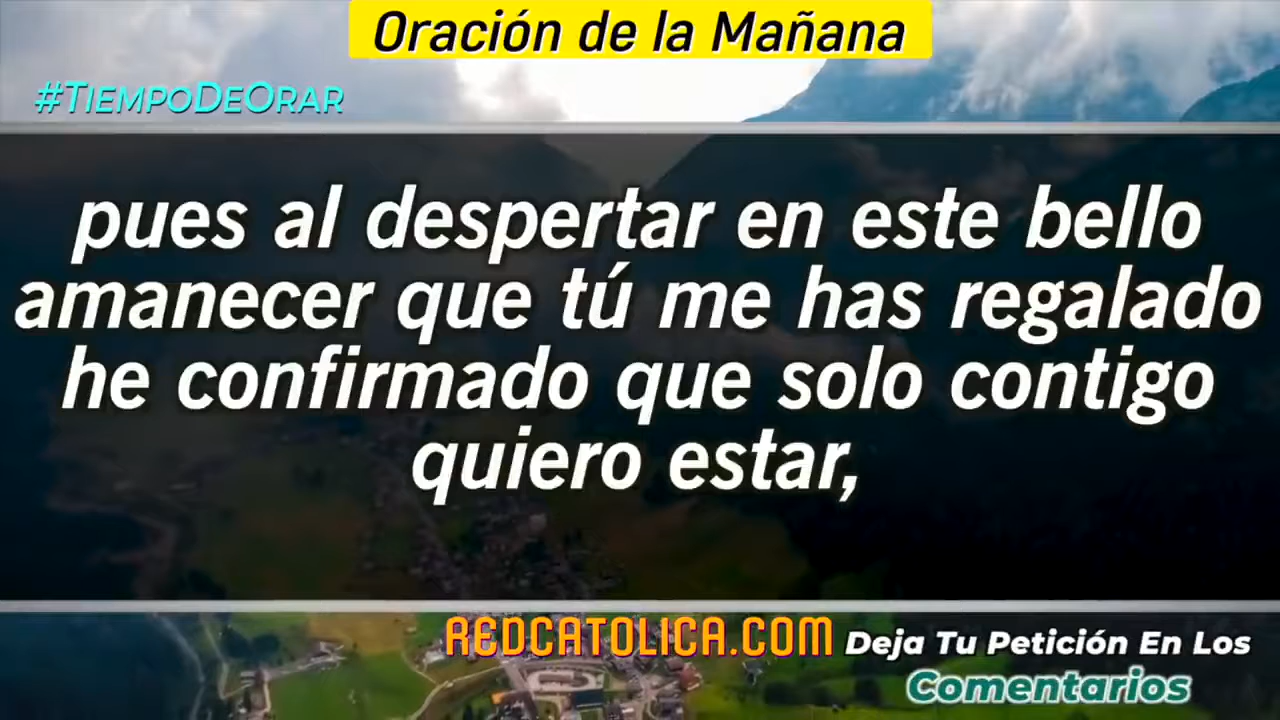 Oración de la Mañana
#TiempoDeOrar
pues al despertar en este bello
amanecer que tú me has regalado
he confirmado que solo contigo
quiero estar,
REDCATOLICA.COM
Deja Tu Petición En Los
Comentarios